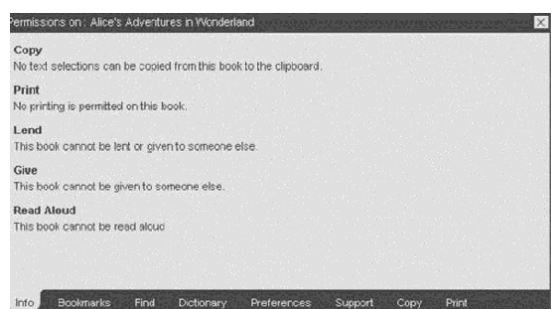 Permissions on : Alice's Adventures in Wonderland
Copy
No text selections can be copied from this book to the clipboard.
Print
No printing is permitted on this book.
Lend
This book cannot be lent or given to someone else.
Give
This book cannot be given to someone else.
Read Aloud
This book cannot be read aloud
Info Bookmarks Find Dictionary Preferences Support Copy Print